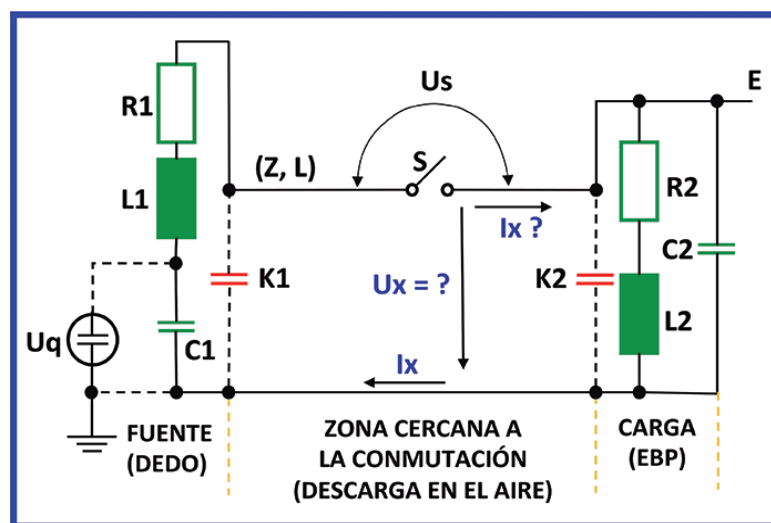 Us
E
R1
S
(Z, L)
R2
L1
Ix ?
C2
K1
Ux = ?
K2
L2
Uq
C1
Ix
FUENTE
(DEDO)
ZONA CERCANA A
LA CONMUTACIÓN
(DESCARGA EN EL AIRE)
CARGA
(EBP)